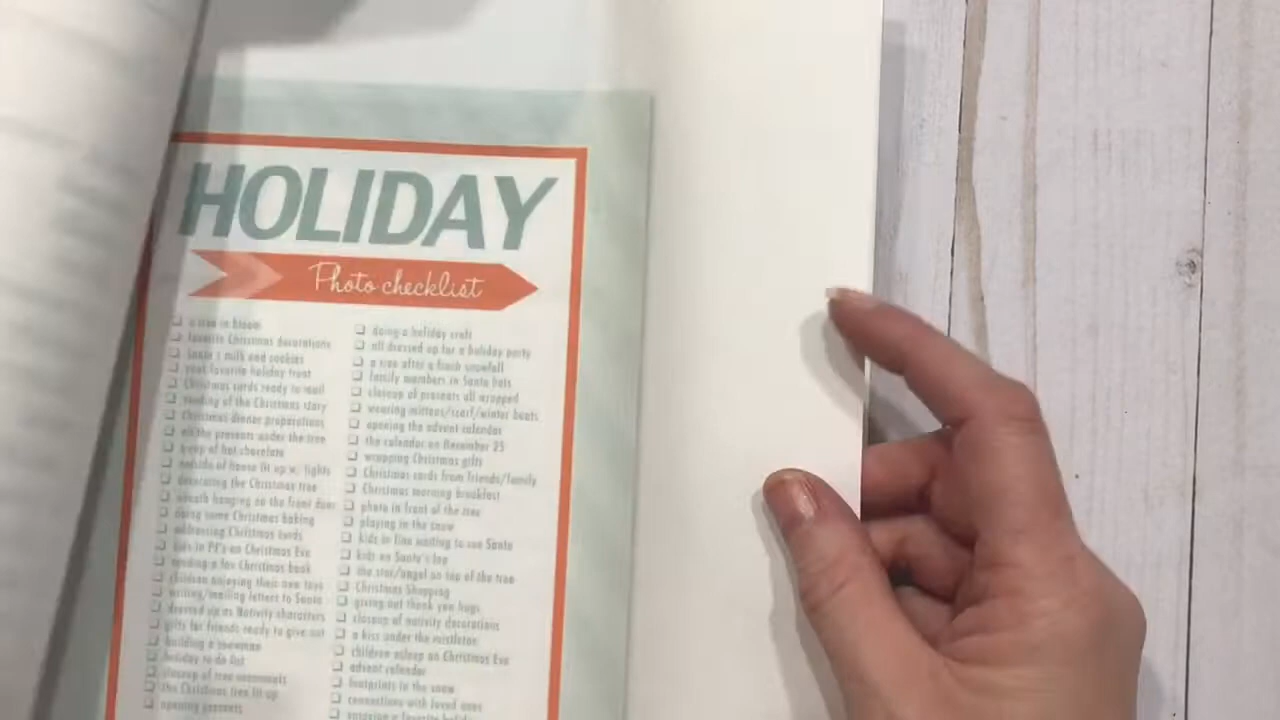 HOLIDAY
Photo checklist
a tree in bloom
favorite Christmas decorations
Santa's milk and cookies
your favorite holiday treat
Christmas cards ready to mail
reading of the Christmas story
Christmas dinner preparations
all the presents under the tree
a cup of hot chocolate
outside of house lit up w/ lights
decorating the Christmas tree
wreath hanging on the front door
doing some Christmas baking
addressing Christmas cards
kids in PJ's on Christmas Eve
reading a fav Christmas book
children enjoying their new toys
writing/mailing letters to Santa
dressed up as Nativity characters
gifts for friends ready to give out
building a snowman
holiday to-do list
closeup of tree ornaments
the Christmas tree lit up
opening presents
doing a holiday craft
all dressed up for a holiday party
a tree after a fresh snowfall
family members in Santa hats
closeup of presents all wrapped
wearing mittens/scarf/winter boots
opening the advent calendar
the calendar on December 25
wrapping Christmas gifts
Christmas cards from friends/family
Christmas morning breakfast
photo in front of the tree
playing in the snow
kids in line waiting to see Santa
kids on Santa's lap
the star/angel on top of the tree
Christmas Shopping
giving out thank you hugs
closeup of nativity decorations
a kiss under the mistletoe
children asleep on Christmas Eve
advent calendar
footprints in the snow
connections with loved ones
a favorite